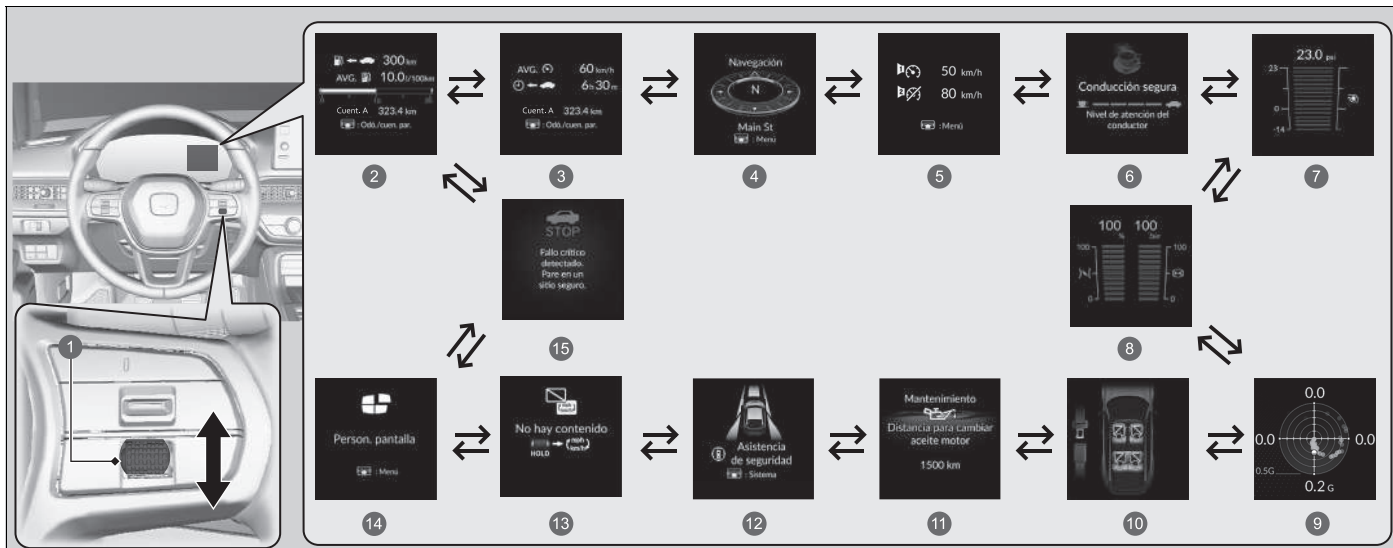 300 km
AVG. 10.0 l/100km
Cuent. A 323.4 km
: Odó./cuen. par.
2
AVG. 60 km/h
6h 30m
Cuent. A 323.4 km
: Odó./cuen. par.
3
Navegación
N
Main St
: Menú
4
50 km/h
80 km/h
: Menú
5
Conducción segura
Nivel de atención del
conductor
6
23.0 psi
23
0
-14
7
STOP
Fallo crítico
detectado.
Pare en un
sitio seguro.
15
100 100
% bar
100 100
0 0
8
1
Person. pantalla
: Menú
14
No hay contenido
HOLD
mph
km/h
13
Asistencia
de seguridad
: Sistema
12
Mantenimiento
Distancia para cambiar
aceite motor
1500 km
11
10
0.0
0.0 0.0
0.5G
0.2 G
9